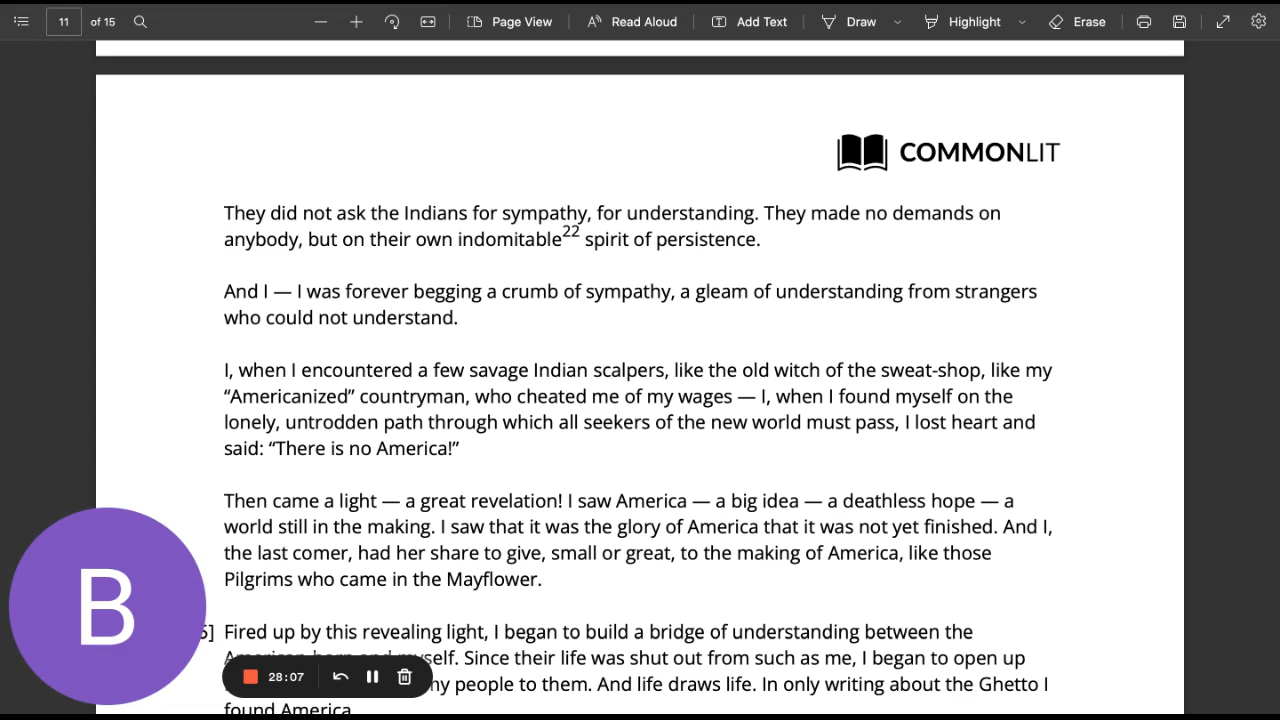 11 of 15 Page View Read Aloud Add Text Draw Highlight Erase
COMMONLIT
They did not ask the Indians for sympathy, for understanding. They made no demands on
anybody, but on their own indomitable22 spirit of persistence.
And I — I was forever begging a crumb of sympathy, a gleam of understanding from strangers
who could not understand.
I, when I encountered a few savage Indian scalpers, like the old witch of the sweat-shop, like my
“Americanized” countryman, who cheated me of my wages — I, when I found myself on the
lonely, untrodden path through which all seekers of the new world must pass, I lost heart and
said: “There is no America!”
Then came a light — a great revelation! I saw America — a big idea — a deathless hope — a
world still in the making. I saw that it was the glory of America that it was not yet finished. And I,
the last comer, had her share to give, small or great, to the making of America, like those
Pilgrims who came in the Mayflower.
5] Fired up by this revealing light, I began to build a bridge of understanding between the
myself. Since their life was shut out from such as me, I began to open up
my people to them. And life draws life. In only writing about the Ghetto I
found America.
B
28:07